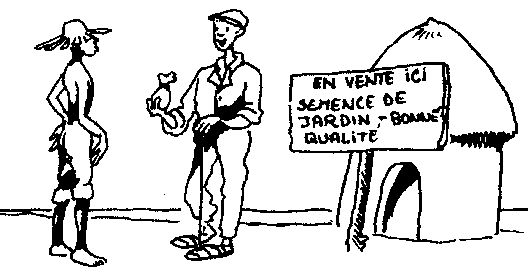 EN VENTE ICI
SEMENCE DE
JARDIN,-BONNE
QUALITE